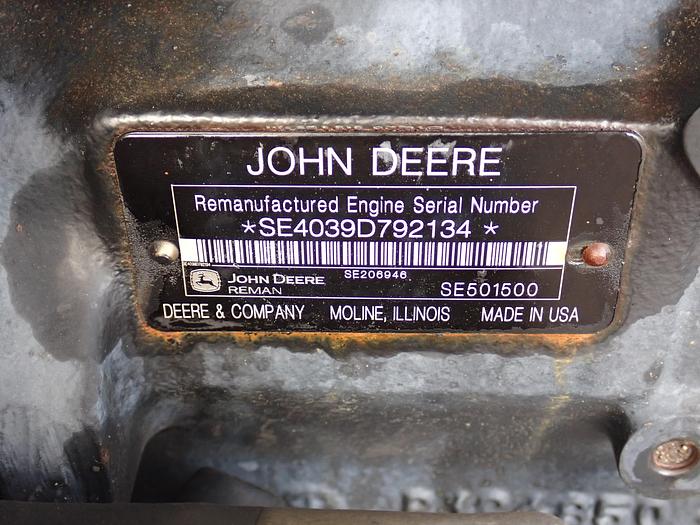 JOHN DEERE
Remanufactured Engine Serial Number
*SE4039D792134 *
SE206946
JOHN DEERE
REMAN
SE501500
DEERE & COMPANY MOLINE, ILLINOIS MADE IN USA